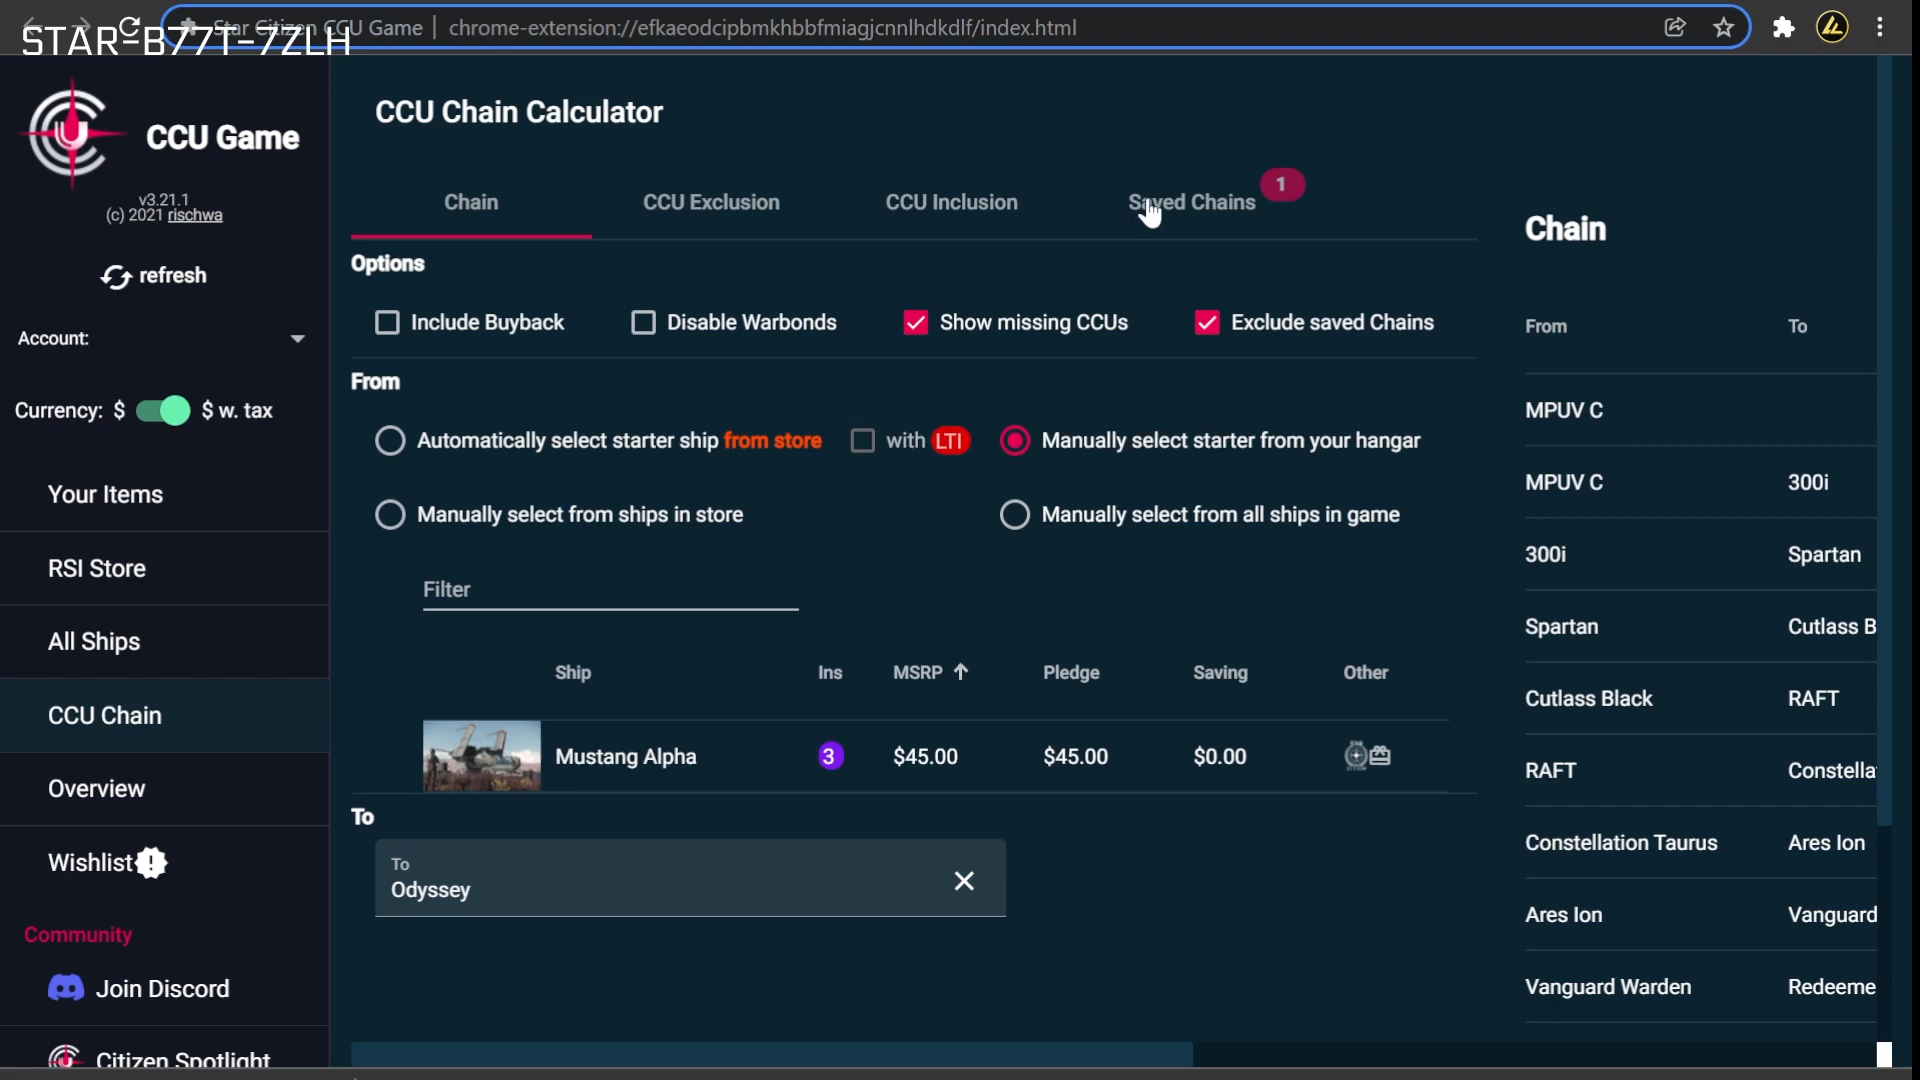 Star Citizen CCU Game | chrome-extension://efkaeodcipbmkhbbfmiagjcnnlhdkdlf/index.html
STAR-B77T-7ZLH
CCU Game
v3.21.1
(c) 2021 rischwa
refresh
Account:
Currency: $ $ w. tax
Your Items
RSI Store
All Ships
CCU Chain
Overview
Wishlist
Community
Join Discord
Citizen Spotlight
CCU Chain Calculator
Chain
CCU Exclusion
CCU Inclusion
Saved Chains
1
Options
Include Buyback
Disable Warbonds
Show missing CCUs
Exclude saved Chains
From
Automatically select starter ship from store
with LTI
Manually select starter from your hangar
Manually select from ships in store
Manually select from all ships in game
Filter
Ship Ins MSRP Pledge Saving Other
Mustang Alpha 3 $45.00 $45.00 $0.00
To
To
Odyssey
Chain
From To
MPUV C
MPUV C 300i
300i Spartan
Spartan Cutlass B
Cutlass Black RAFT
RAFT Constella
Constellation Taurus Ares Ion
Ares Ion Vanguard
Vanguard Warden Redeeme